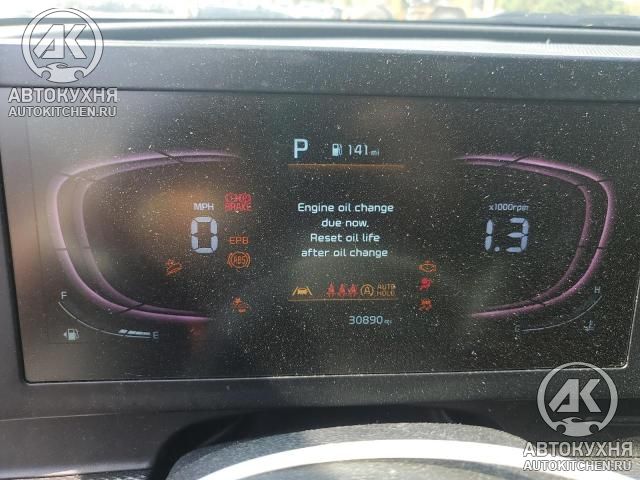 АК
АВТОКУХНЯ
AUTOKITCHEN.RU
P 141 mi
MPH
0
BRAKE
EPB
ABS
Engine oil change
due now.
Reset oil life
after oil change
x1000rpm
1.3
A AUTO HOLD
30890 mi
F
E
H
АК
АВТОКУХНЯ
AUTOKITCHEN.RU